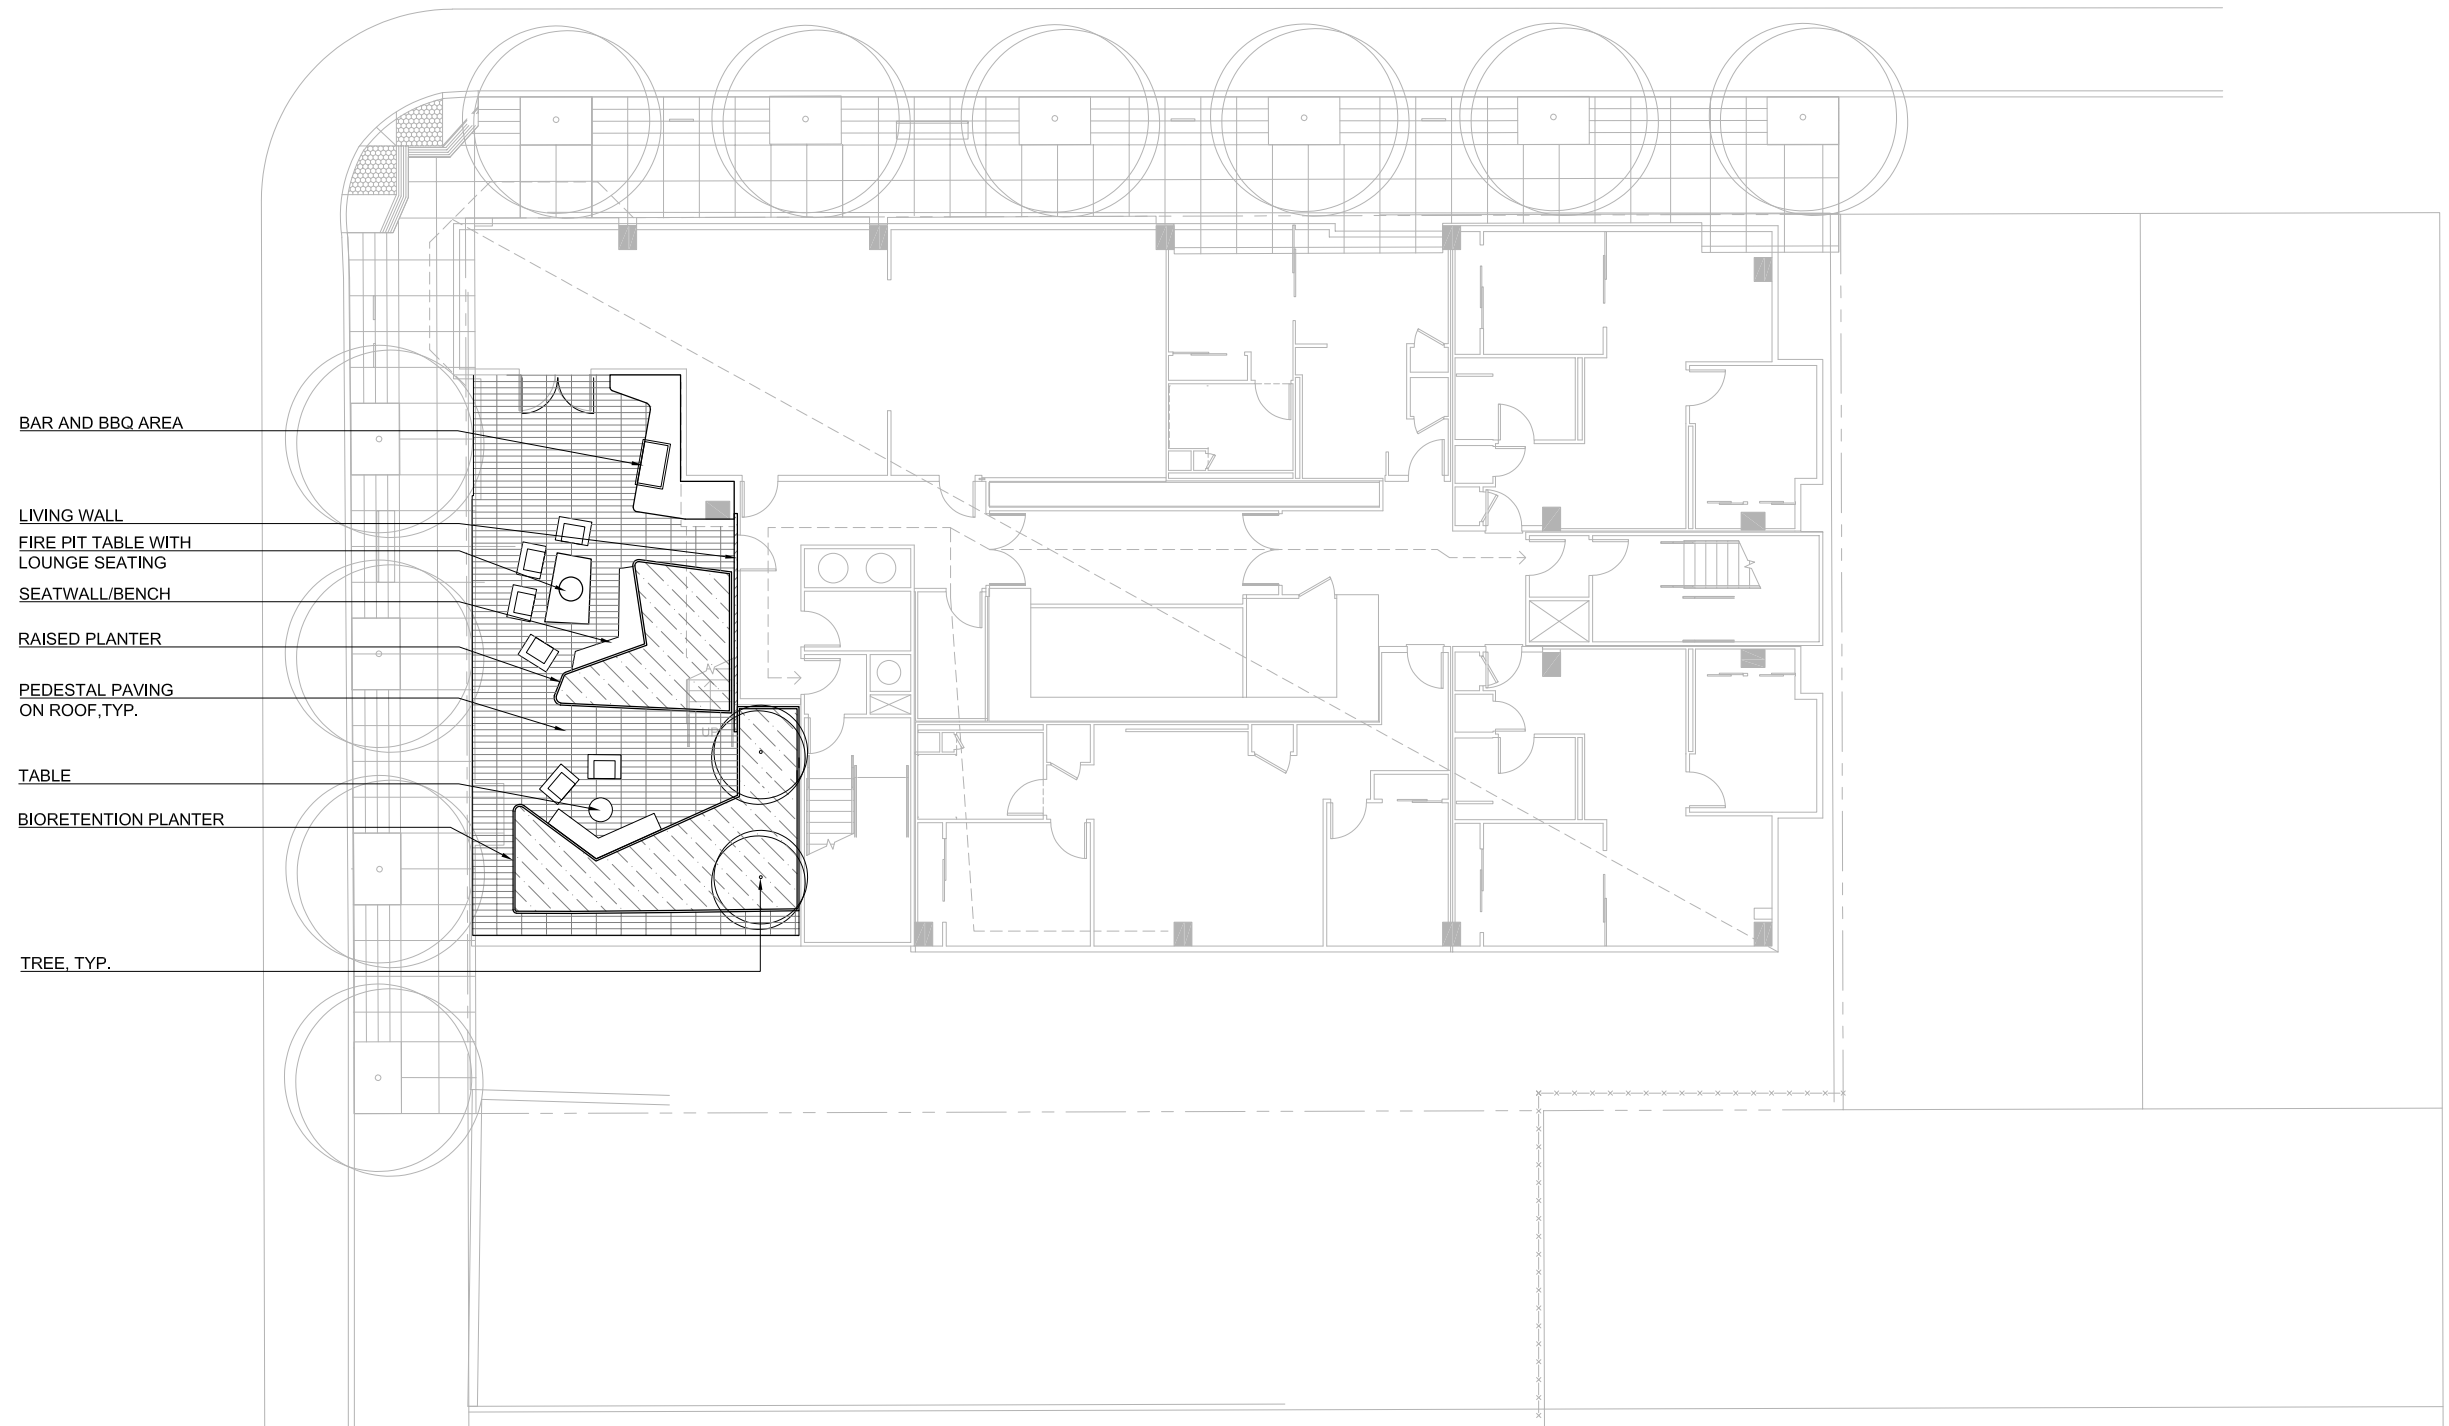 BAR AND BBQ AREA
LIVING WALL
FIRE PIT TABLE WITH
LOUNGE SEATING
SEATWALL/BENCH
RAISED PLANTER
PEDESTAL PAVING
ON ROOF,TYP.
UP
TABLE
BIORETENTION PLANTER
TREE, TYP.